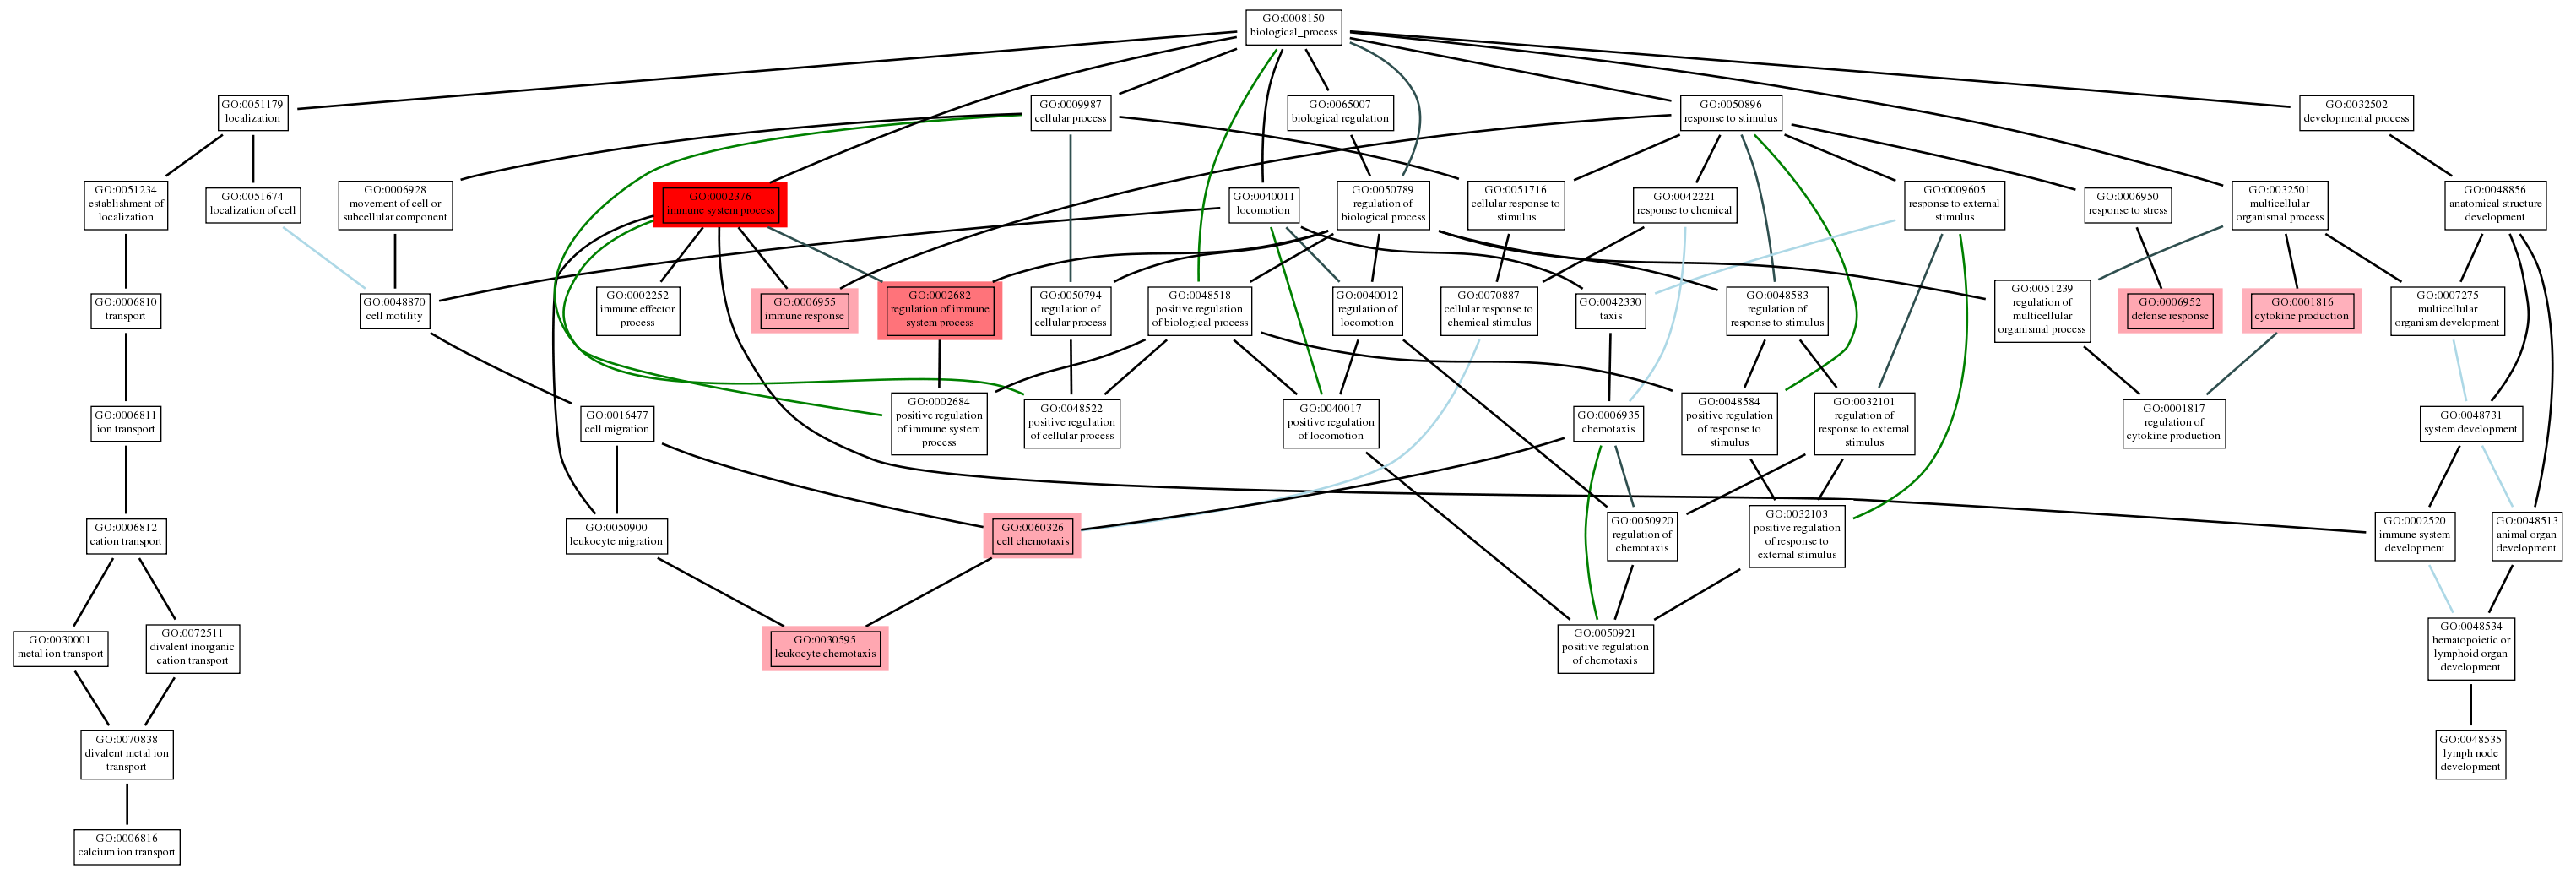 GO:0008150
biological_process
GO:0051179
localization
GO:0009987
cellular process
GO:0065007
biological regulation
GO:0050896
response to stimulus
GO:0032502
developmental process
GO:0051234
establishment of
localization
GO:0051674
localization of cell
GO:0006928
movement of cell or
subcellular component
GO:0002376
immune system process
GO:0040011
locomotion
GO:0050789
regulation of
biological process
GO:0051716
cellular response to
stimulus
GO:0042221
response to chemical
GO:0009605
response to external
stimulus
GO:0006950
response to stress
GO:0032501
multicellular
organismal process
GO:0048856
anatomical structure
development
GO:0006810
transport
GO:0048870
cell motility
GO:0002252
immune effector
process
GO:0006955
immune response
GO:0002682
regulation of immune
system process
GO:0050794
regulation of
cellular process
GO:0048518
positive regulation
of biological process
GO:0040012
regulation of
locomotion
GO:0070887
cellular response to
chemical stimulus
GO:0042330
taxis
GO:0048583
regulation of
response to stimulus
GO:0051239
regulation of
multicellular
organismal process
GO:0006952
defense response
GO:0001816
cytokine production
GO:0007275
multicellular
organism development
GO:0006811
ion transport
GO:0016477
cell migration
GO:0002684
positive regulation
of immune system
process
GO:0048522
positive regulation
of cellular process
GO:0040017
positive regulation
of locomotion
GO:0006935
chemotaxis
GO:0048584
positive regulation
of response to
stimulus
GO:0032101
regulation of
response to external
stimulus
GO:0001817
regulation of
cytokine production
GO:0048731
system development
GO:0006812
cation transport
GO:0050900
leukocyte migration
GO:0060326
cell chemotaxis
GO:0050920
regulation of
chemotaxis
GO:0032103
positive regulation
of response to
external stimulus
GO:0002520
immune system
development
GO:0048513
animal organ
development
GO:0030001
metal ion transport
GO:0072511
divalent inorganic
cation transport
GO:0030595
leukocyte chemotaxis
GO:0050921
positive regulation
of chemotaxis
GO:0048534
hematopoietic or
lymphoid organ
development
GO:0070838
divalent metal ion
transport
GO:0048535
lymph node
development
GO:0006816
calcium ion transport